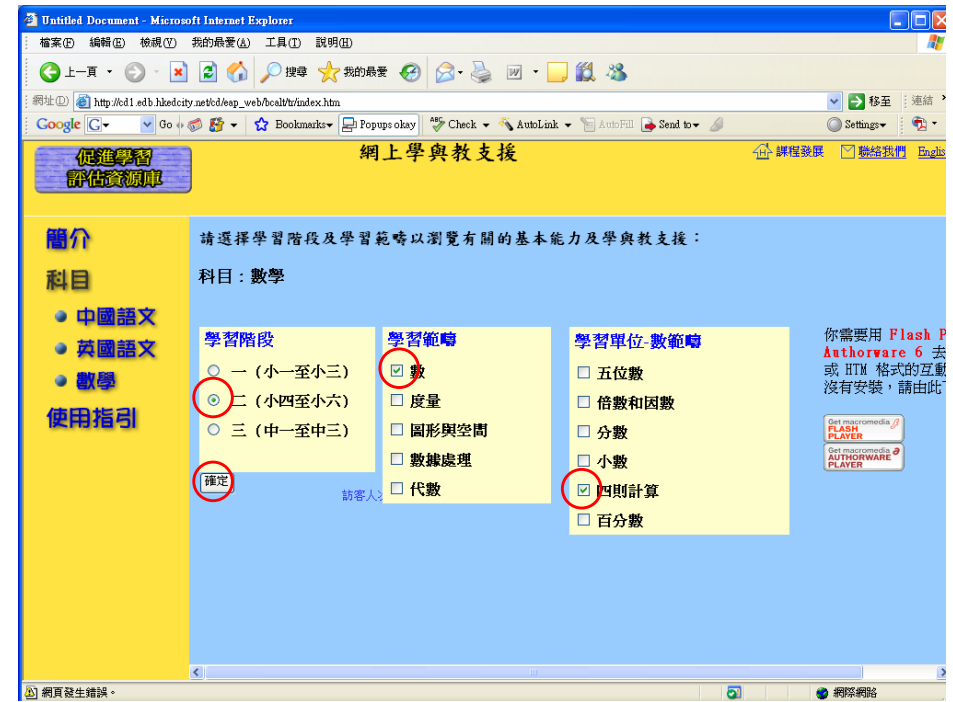 Untitled Document - Microsoft Internet Explorer
檔案(F) 編輯(E) 檢視(V) 我的最愛(A) 工具(T) 說明(H)
上一頁 搜尋 我的最愛
網址(D) http://cd1.edb.hkedcity.net/cd/eap_web/bcalt/tr/index.htm 移至 連結
Google G Go Bookmarks Popups okay ABC Check AutoLink AutoFill Send to Settings
促進學習
評估資源庫
網上學與教支援
課程發展 聯絡我們 Englis
簡介
科目
中國語文
英國語文
數學
使用指引
請選擇學習階段及學習範疇以瀏覽有關的基本能力及學與教支援：
科目：數學
學習階段
一 (小一至小三)
二 (小四至小六)
三 (中一至中三)
確定
訪客人
學習範疇
數
度量
圖形與空間
數據處理
代數
學習單位-數範疇
五位數
倍數和因數
分數
小數
四則計算
百分數
你需要用 Flash P
Authorware 6 去
或 HTM 格式的互動
沒有安裝，請由此
Get macromedia
FLASH
PLAYER
Get macromedia
AUTHORWARE
PLAYER
網頁發生錯誤。
網際網路